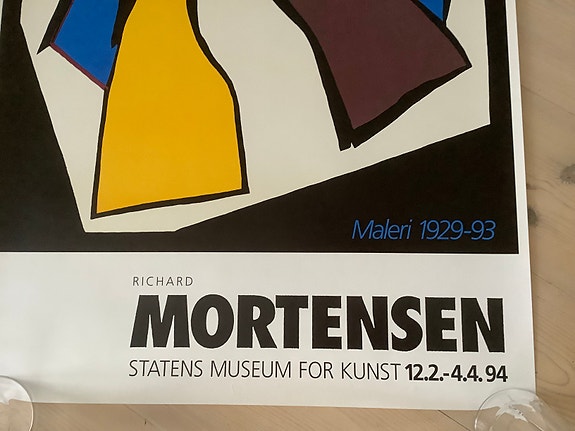 Maleri 1929-93
RICHARD
MORTENSEN
STATENS MUSEUM FOR KUNST 12.2.-4.4.94